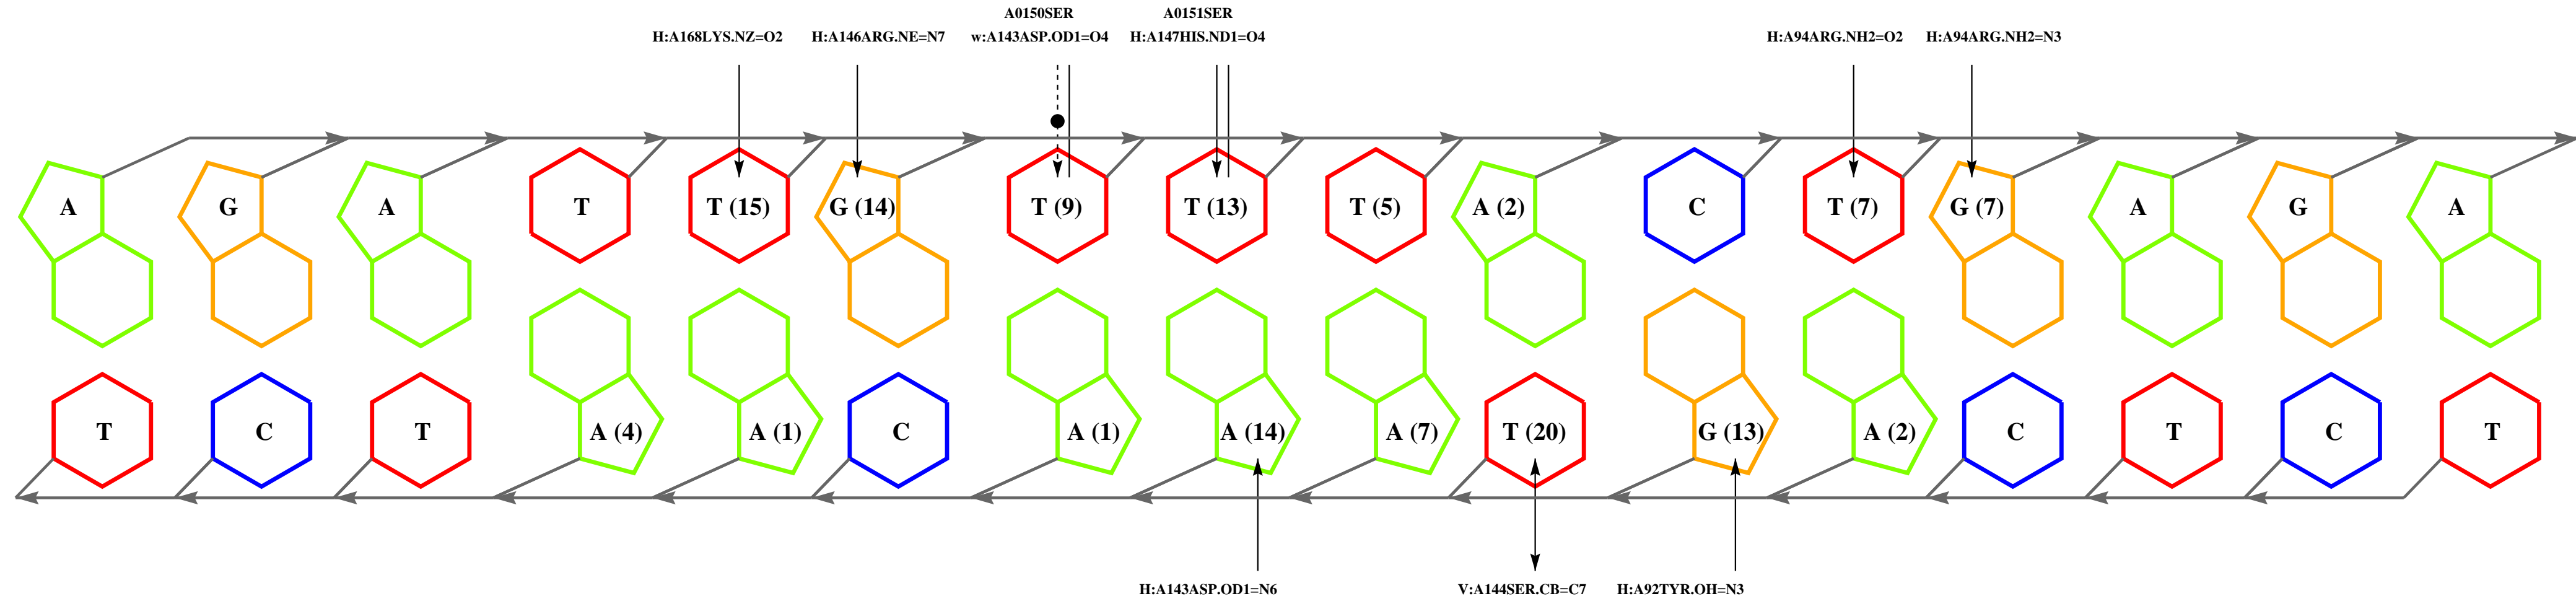 A0150SER A0151SER
H:A168LYS.NZ=O2 H:A146ARG.NE=N7 w:A143ASP.OD1=O4 H:A147HIS.ND1=O4 H:A94ARG.NH2=O2 H:A94ARG.NH2=N3
A G A T T (15) G (14) T (9) T (13) T (5) A (2) C T (7) G (7) A G A
T C T A (4) A (1) C A (1) A (14) A (7) T (20) G (13) A (2) C T C T
H:A143ASP.OD1=N6 V:A144SER.CB=C7 H:A92TYR.OH=N3